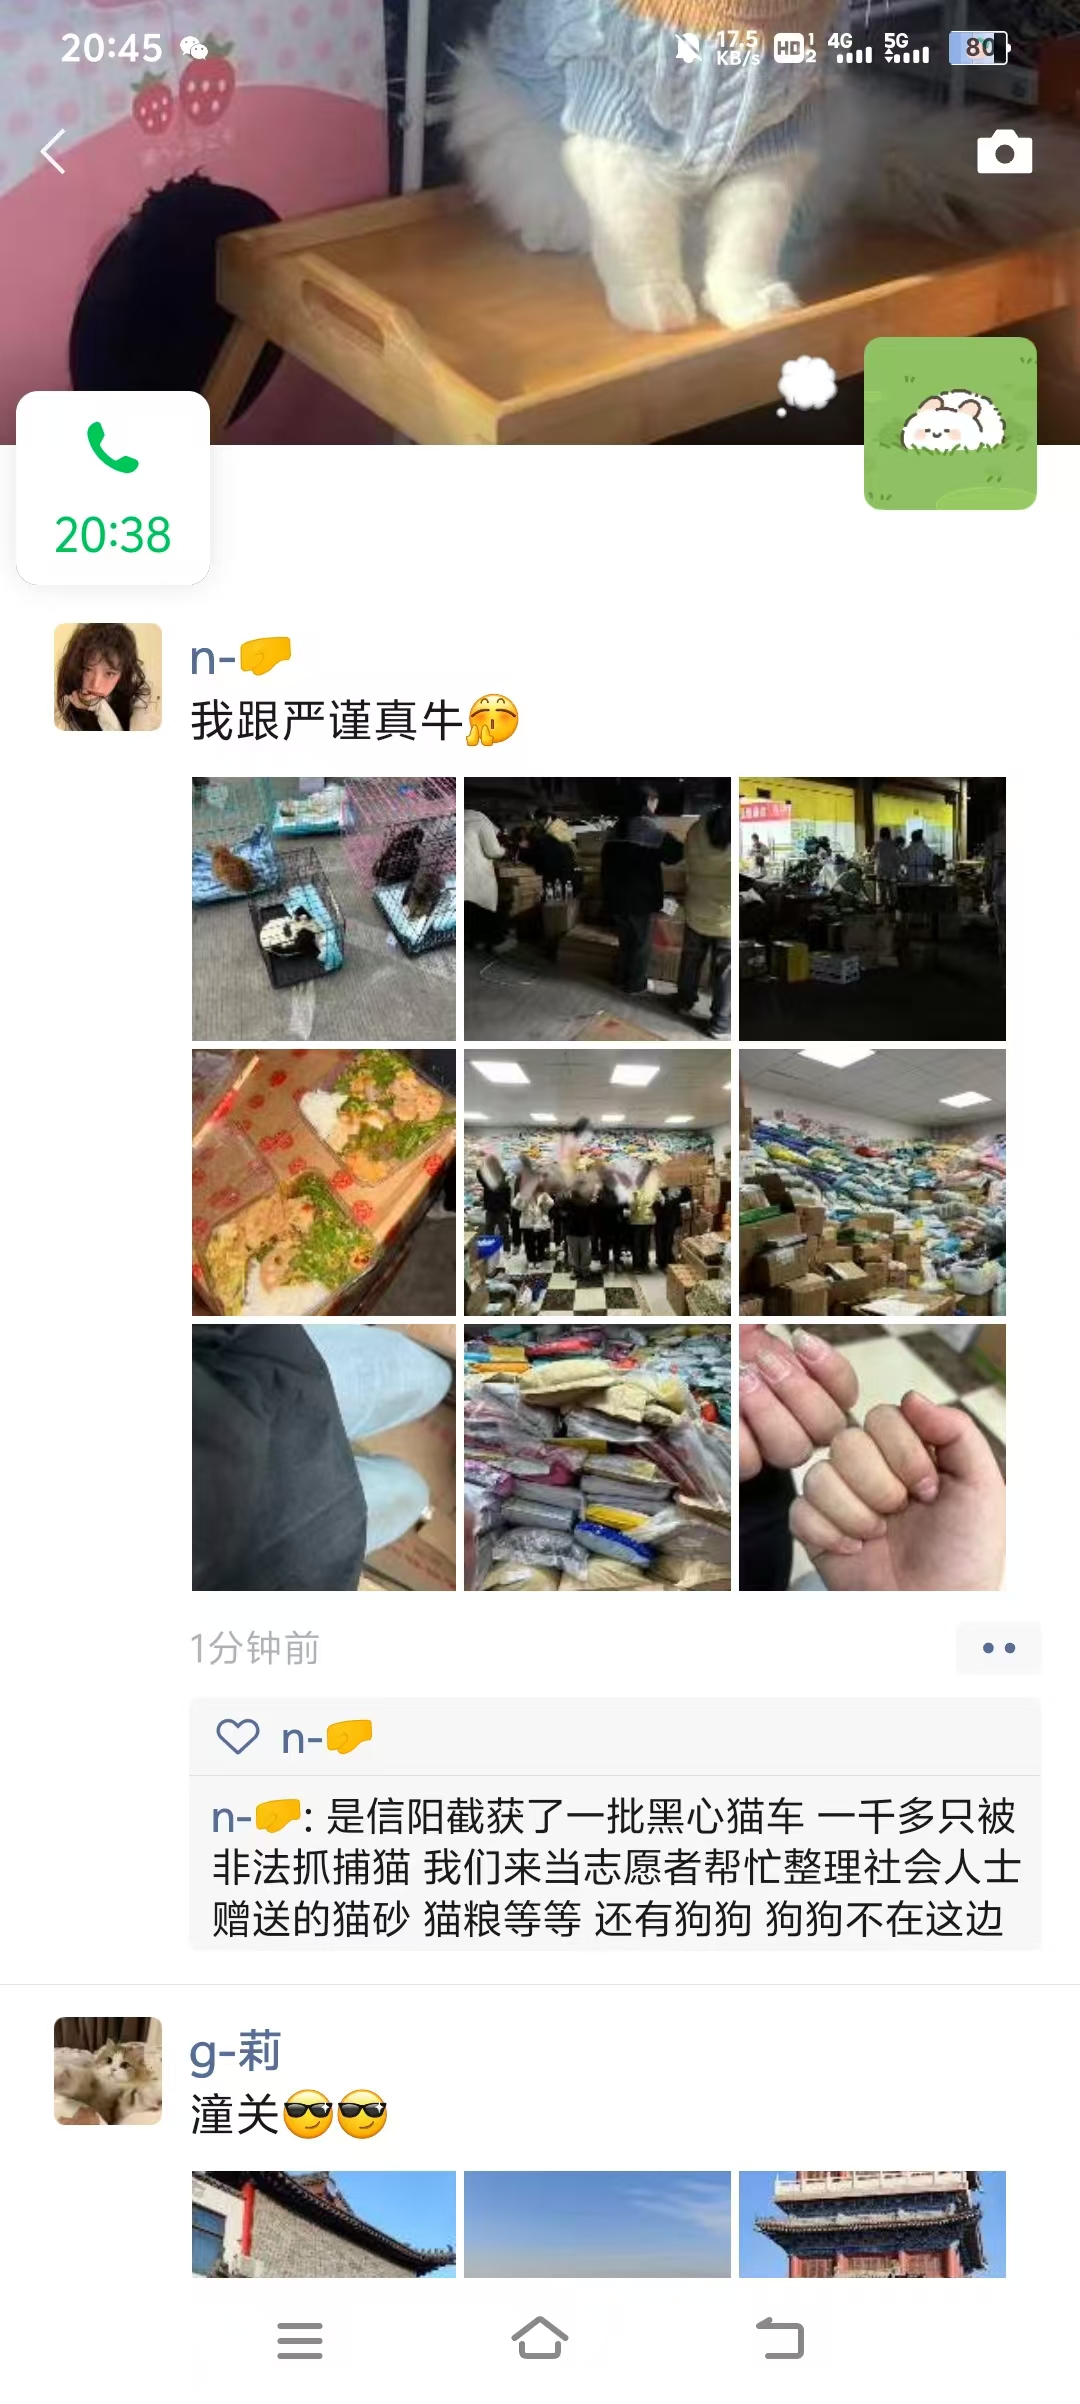 20:45
17.5
KB/s
HD 1 2
4G
5G
80
20:38
n-🤛
我跟严谨真牛🤭
1分钟前
n-🤛
n-🤛: 是信阳截获了一批黑心猫车 一千多只被
非法抓捕猫 我们来当志愿者帮忙整理社会人士
赠送的猫砂 猫粮等等 还有狗狗 狗狗不在这边
g-莉
潼关😎😎